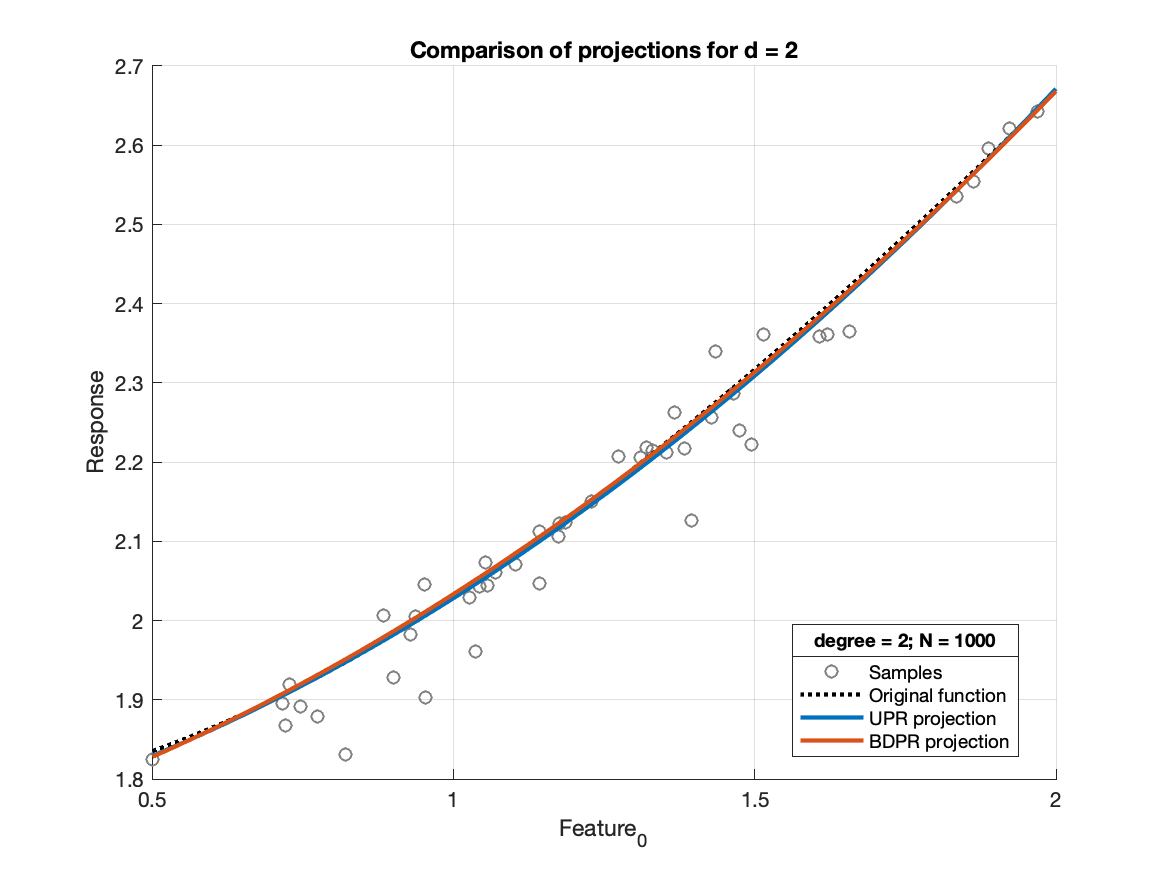 Comparison of projections for d = 2
2.7
2.6
2.5
2.4
2.3
2.2
2.1
2
1.9
1.8
Response
0.5
1
1.5
2
Feature₀
degree = 2; N = 1000
Samples
Original function
UPR projection
BDPR projection